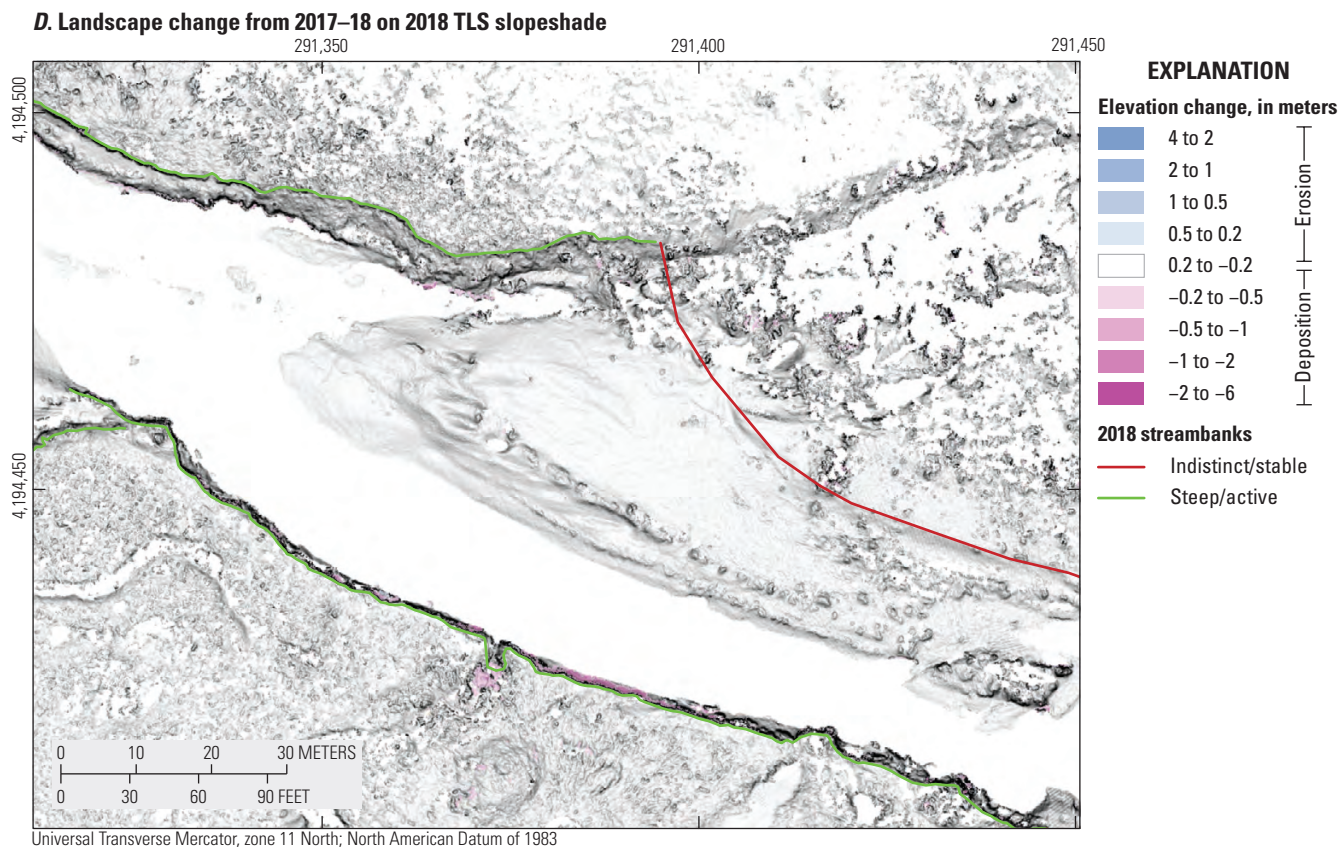 D. Landscape change from 2017–18 on 2018 TLS slopeshade
291,350
291,400
291,450
4,194,500
4,194,450
0 10 20 30 METERS
0 30 60 90 FEET
Universal Transverse Mercator, zone 11 North; North American Datum of 1983
EXPLANATION
Elevation change, in meters
4 to 2
2 to 1
1 to 0.5
0.5 to 0.2
0.2 to −0.2
−0.2 to −0.5
−0.5 to −1
−1 to −2
−2 to −6
Erosion
Deposition
2018 streambanks
Indistinct/stable
Steep/active